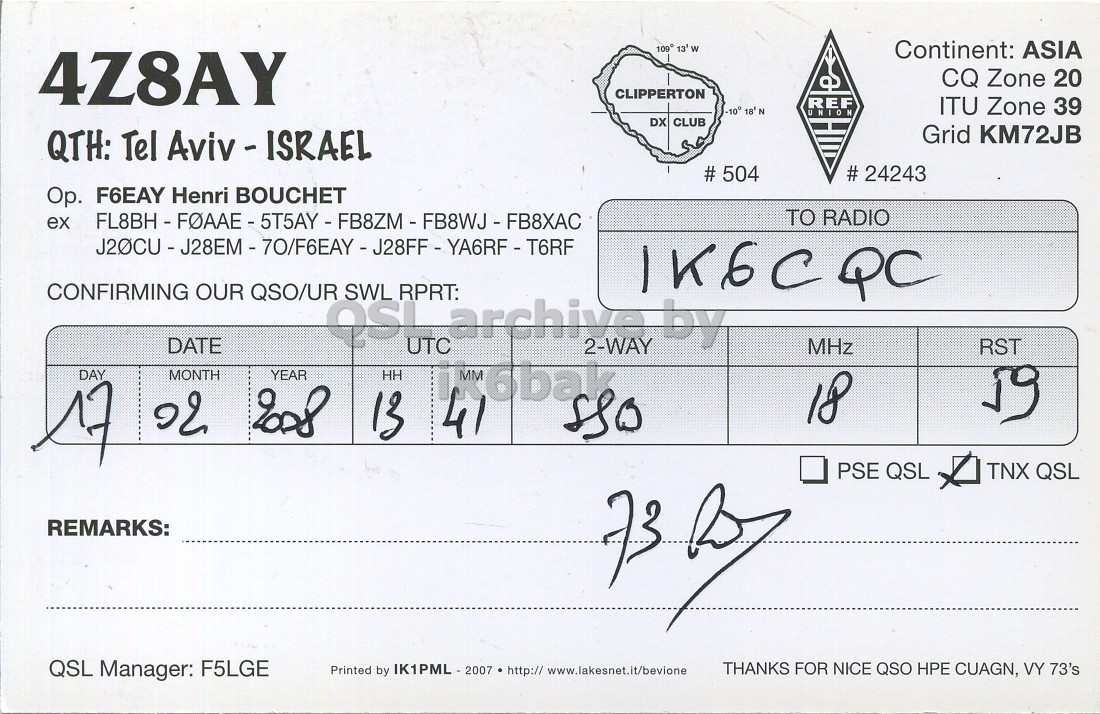 4Z8AY
QTH: Tel Aviv - ISRAEL
Op. F6EAY Henri BOUCHET
ex FL8BH - FØAAE - 5T5AY - FB8ZM - FB8WJ - FB8XAC
J2ØCU - J28EM - 7O/F6EAY - J28FF - YA6RF - T6RF
CONFIRMING OUR QSO/UR SWL RPRT:
109° 13' W
CLIPPERTON
DX CLUB
10° 18' N
# 504
REF
UNION
# 24243
Continent: ASIA
CQ Zone 20
ITU Zone 39
Grid KM72JB
TO RADIO
IK6CQC
QSL archive by
ik6bak
DATE UTC 2-WAY MHz RST
DAY MONTH YEAR HH MM
17 02 2008 13 41 SSB 18 59
PSE QSL TNX QSL
REMARKS:
73
QSL Manager: F5LGE
Printed by IK1PML - 2007 • http:// www.lakesnet.it/bevione
THANKS FOR NICE QSO HPE CUAGN, VY 73's